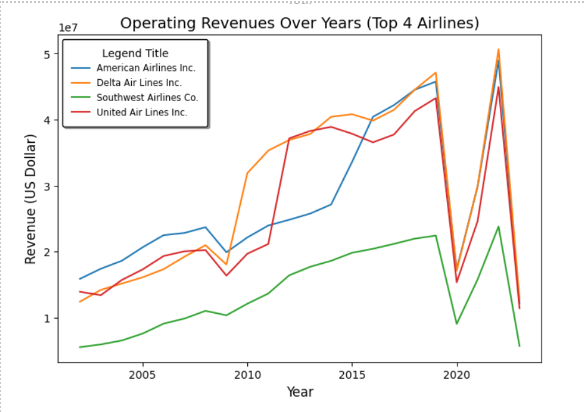 Operating Revenues Over Years (Top 4 Airlines)
1e7
Legend Title
American Airlines Inc.
Delta Air Lines Inc.
Southwest Airlines Co.
United Air Lines Inc.
Revenue (US Dollar)
5
4
3
2
1
2005 2010 2015 2020
Year